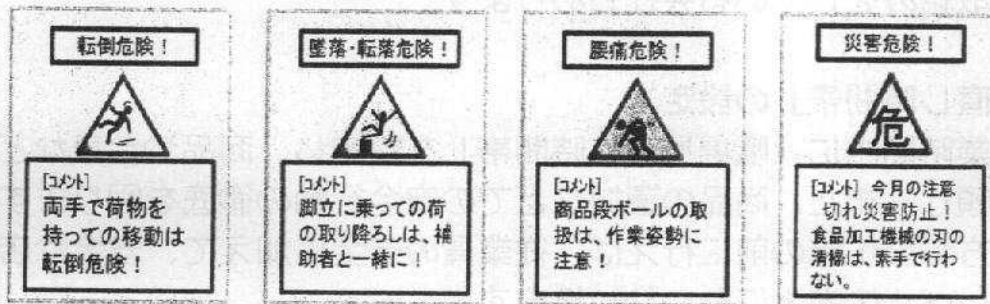 転倒危険！
[コメント]
両手で荷物を
持っての移動は
転倒危険！
墜落・転落危険！
[コメント]
脚立に乗っての荷
の取り降ろしは、補
助者と一緒に！
腰痛危険！
[コメント]
商品段ボールの取
扱は、作業姿勢に
注意！
災害危険！
危
[コメント] 今月の注意
切れ災害防止！
食品加工機械の刃の
清掃は、素手で行わ
ない。